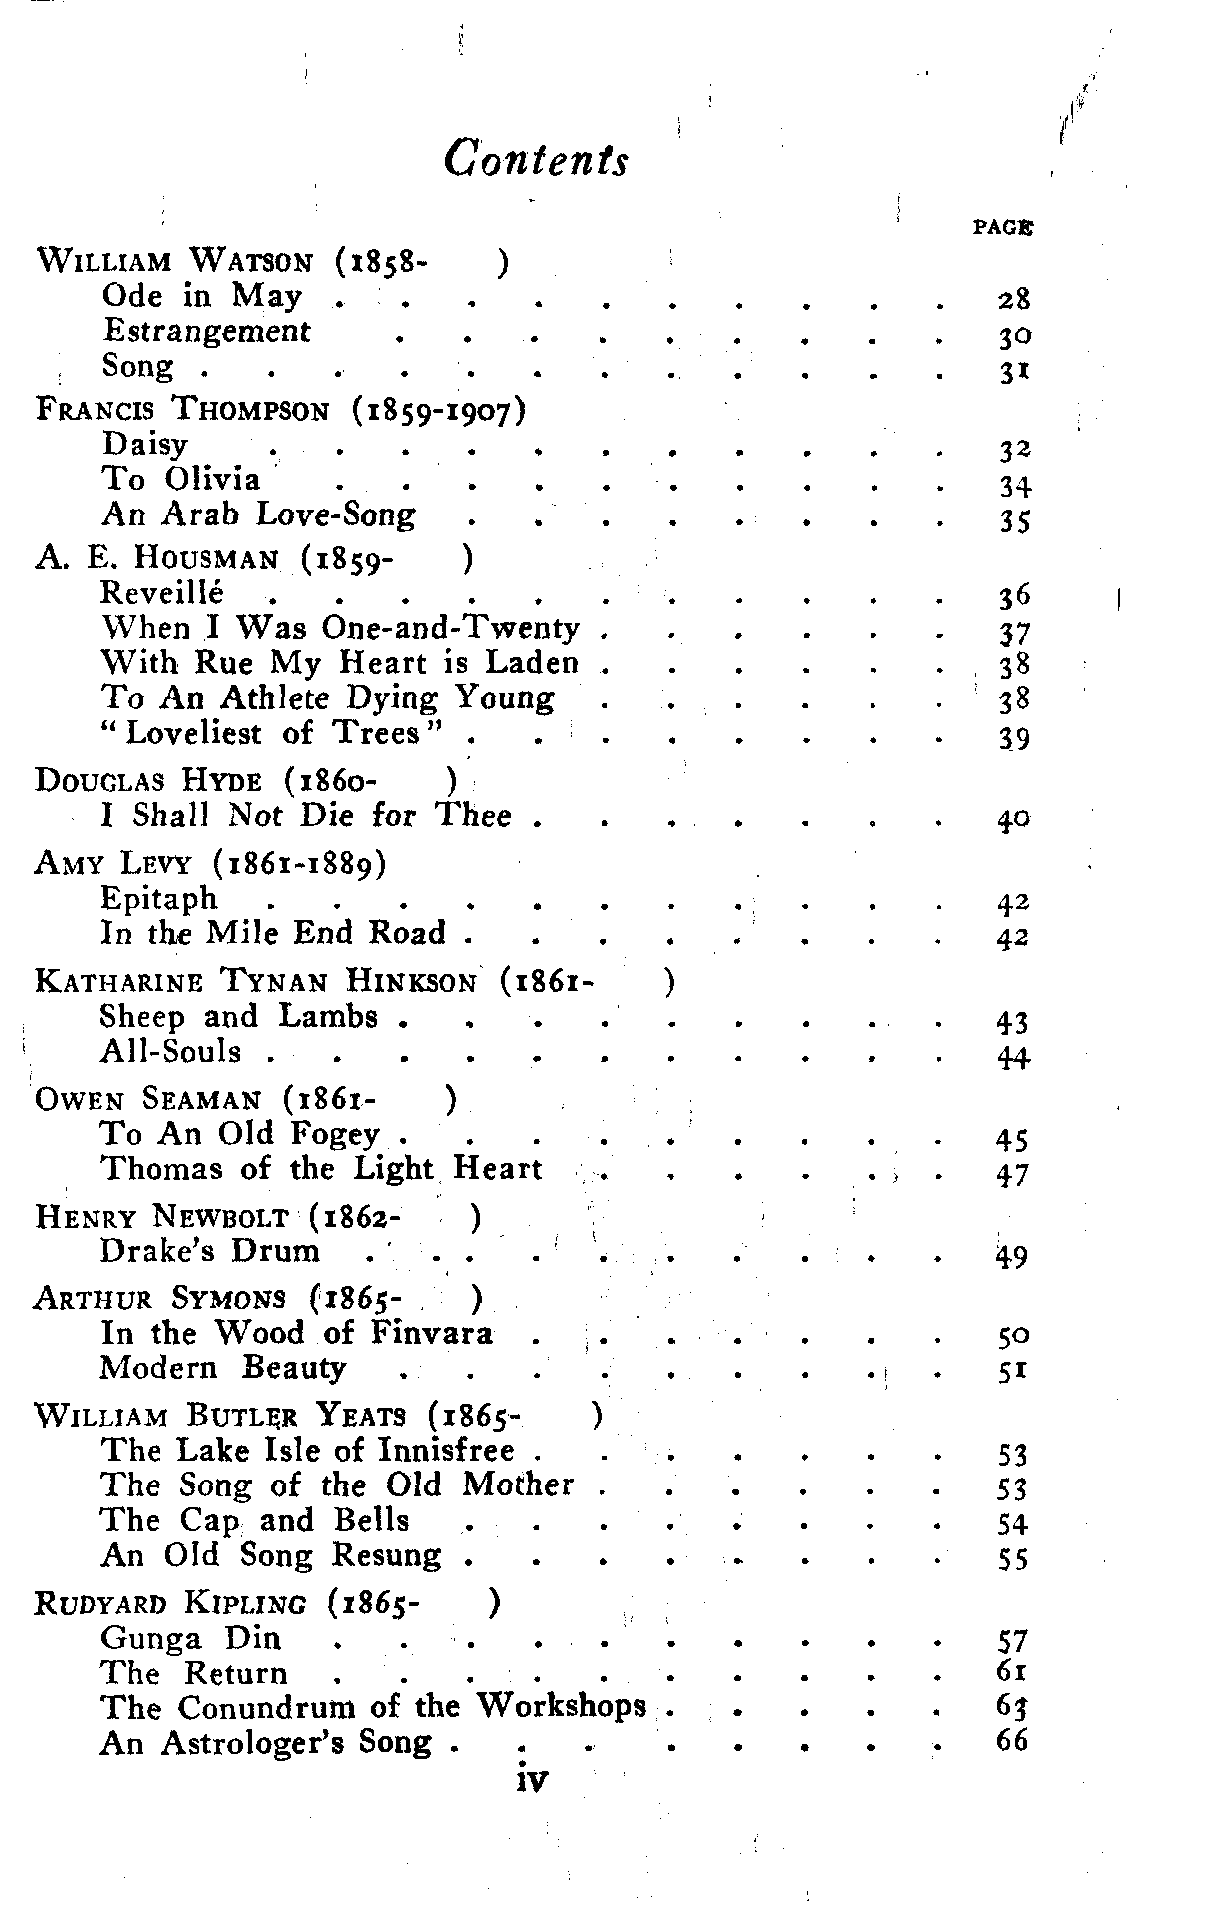 Contents
PAGE
WILLIAM WATSON (1858- )
Ode in May . . . . . . . . . . 28
Estrangement . . . . . . . . . 30
Song . . . . . . . . . . . . 31
FRANCIS THOMPSON (1859-1907)
Daisy . . . . . . . . . . . 32
To Olivia . . . . . . . . . . 34
An Arab Love-Song . . . . . . . . 35
A. E. HOUSMAN (1859- )
Reveillé . . . . . . . . . . . 36
When I Was One-and-Twenty . . . . . . 37
With Rue My Heart is Laden . . . . . . 38
To An Athlete Dying Young . . . . . . 38
"Loveliest of Trees" . . . . . . . . 39
DOUGLAS HYDE (1860- )
I Shall Not Die for Thee . . . . . . . 40
AMY LEVY (1861-1889)
Epitaph . . . . . . . . . . . 42
In the Mile End Road . . . . . . . . 42
KATHARINE TYNAN HINKSON (1861- )
Sheep and Lambs . . . . . . . . . 43
All-Souls . . . . . . . . . . . 44
OWEN SEAMAN (1861- )
To An Old Fogey . . . . . . . . . 45
Thomas of the Light Heart . . . . . . 47
HENRY NEWBOLT (1862- )
Drake's Drum . . . . . . . . . . 49
ARTHUR SYMONS (1865- )
In the Wood of Finvara . . . . . . . 50
Modern Beauty . . . . . . . . . 51
WILLIAM BUTLER YEATS (1865- )
The Lake Isle of Innisfree . . . . . . . 53
The Song of the Old Mother . . . . . . 53
The Cap and Bells . . . . . . . . 54
An Old Song Resung . . . . . . . . 55
RUDYARD KIPLING (1865- )
Gunga Din . . . . . . . . . . 57
The Return . . . . . . . . . . 61
The Conundrum of the Workshops . . . . . 63
An Astrologer's Song . . . . . . . . 66
iv